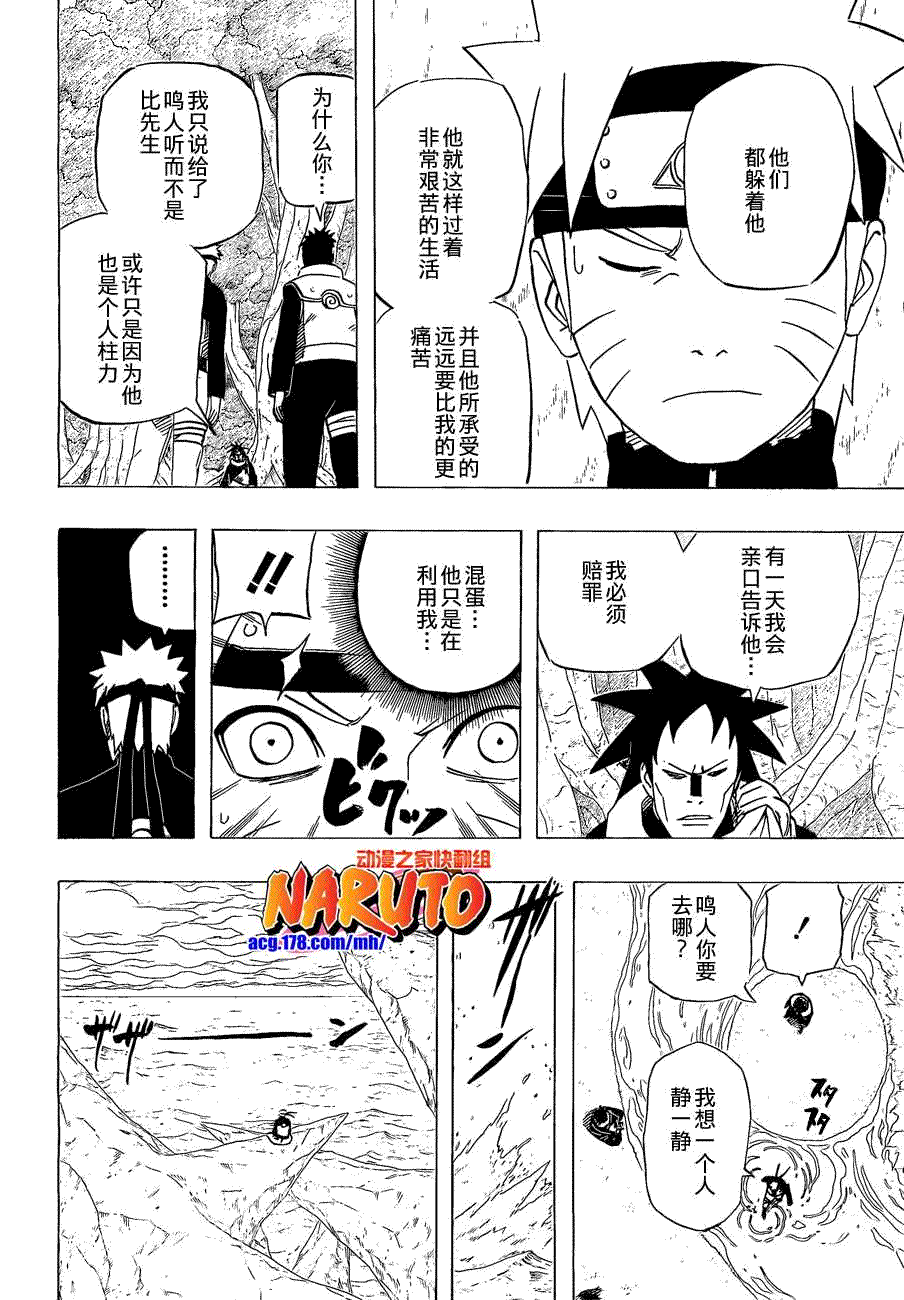 他们
都躲着他
他就这样过着
非常艰苦的生活
并且他所承受的
远远要比我的更
痛苦
为什么你…
我只说给了
鸣人听而不是
比先生
或许只是因为他
也是个人柱力
有一天我会
亲口告诉他…
我必须
赔罪
混蛋…
他只是在
利用我…
!!
ビクッ
………
动漫之家快翻组
NARUTO
acg.178.com/mh/
!
鸣人你要
去哪?
スタ
スタ
我想一个人
静一静
ザザーン